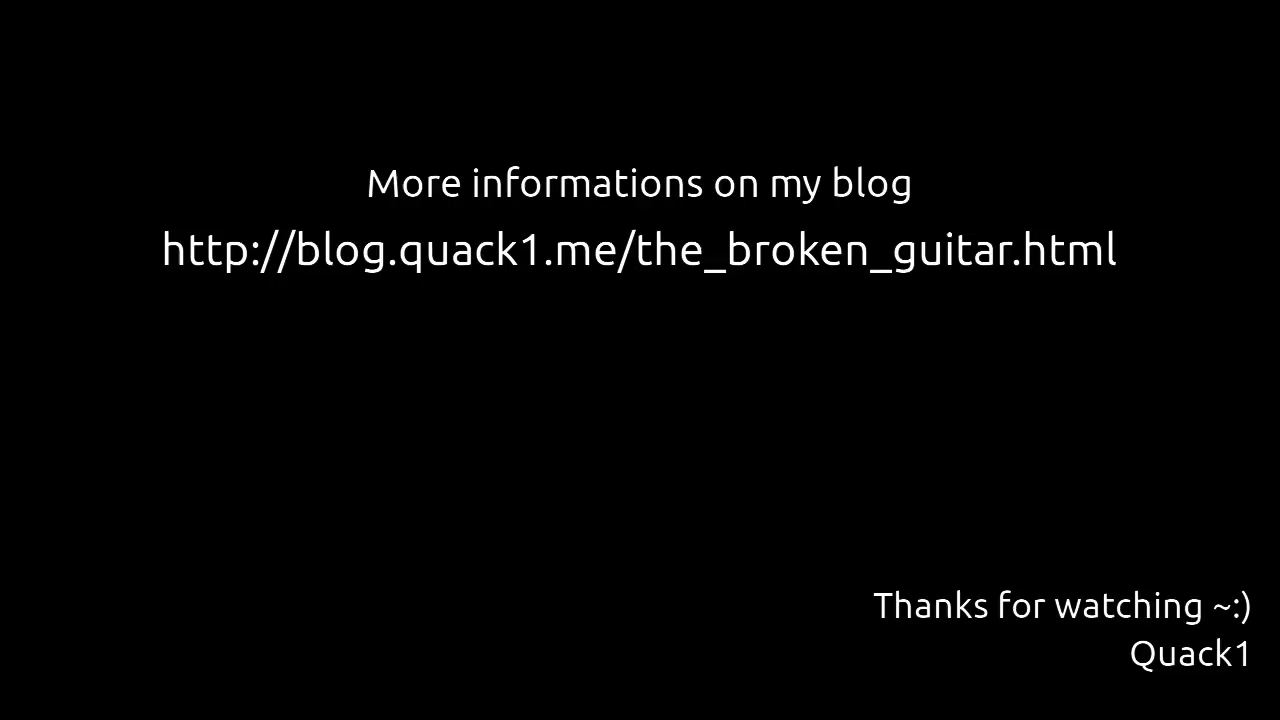 More informations on my blog
http://blog.quack1.me/the_broken_guitar.html
Thanks for watching ~:)
Quack1